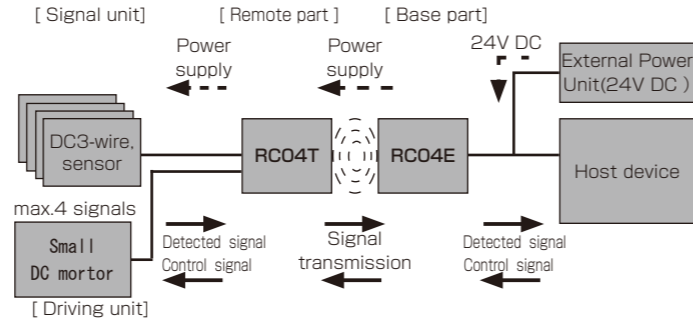 [ Signal unit]
[ Remote part ]
[ Base part]
Power
supply
Power
supply
24V DC
External Power
Unit(24V DC )
DC3-wire,
sensor
RC04T
RC04E
Host device
max.4 signals
Small
DC mortor
Detected signal
Control signal
Signal
transmission
Detected signal
Control signal
[ Driving unit]